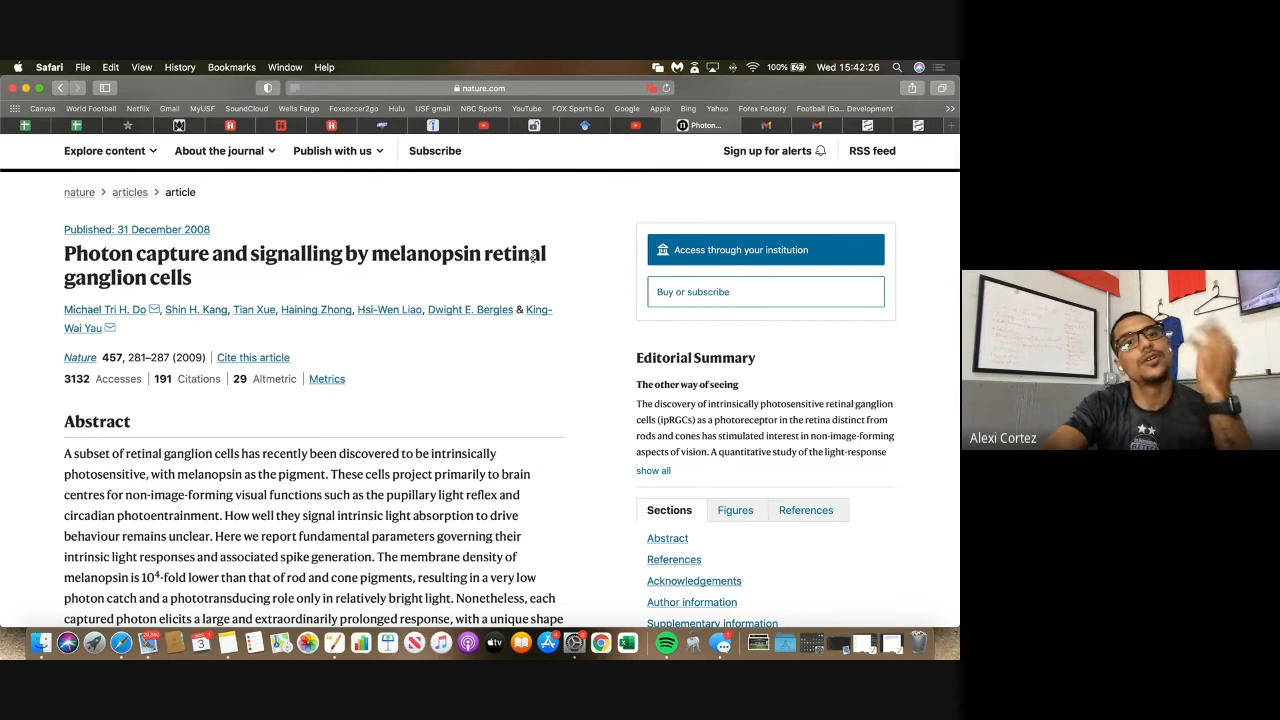 Safari File Edit View History Bookmarks Window Help
100% Wed 15:42:26
nature.com
Canvas World Football Netflix Gmail MyUSF SoundCloud Wells Fargo Foxsoccer2go Hulu USF gmail NBC Sports YouTube FOX Sports Go Google Apple Bing Yahoo Forex Factory Football (So... Development
Photon...
Explore content About the journal Publish with us Subscribe
Sign up for alerts RSS feed
nature > articles > article
Published: 31 December 2008
Photon capture and signalling by melanopsin retinal
ganglion cells
Michael Tri H. Do, Shin H. Kang, Tian Xue, Haining Zhong, Hsi-Wen Liao, Dwight E. Bergles & King-
Wai Yau
Nature 457, 281–287 (2009) | Cite this article
3132 Accesses | 191 Citations | 29 Altmetric | Metrics
Abstract
A subset of retinal ganglion cells has recently been discovered to be intrinsically
photosensitive, with melanopsin as the pigment. These cells project primarily to brain
centres for non-image-forming visual functions such as the pupillary light reflex and
circadian photoentrainment. How well they signal intrinsic light absorption to drive
behaviour remains unclear. Here we report fundamental parameters governing their
intrinsic light responses and associated spike generation. The membrane density of
melanopsin is 10⁴-fold lower than that of rod and cone pigments, resulting in a very low
photon catch and a phototransducing role only in relatively bright light. Nonetheless, each
captured photon elicits a large and extraordinarily prolonged response, with a unique shape
Access through your institution
Buy or subscribe
Editorial Summary
The other way of seeing
The discovery of intrinsically photosensitive retinal ganglion
cells (ipRGCs) as a photoreceptor in the retina distinct from
rods and cones has stimulated interest in non-image-forming
aspects of vision. A quantitative study of the light-response
show all
Sections Figures References
Abstract
References
Acknowledgements
Author information
Supplementary information
Alexi Cortez